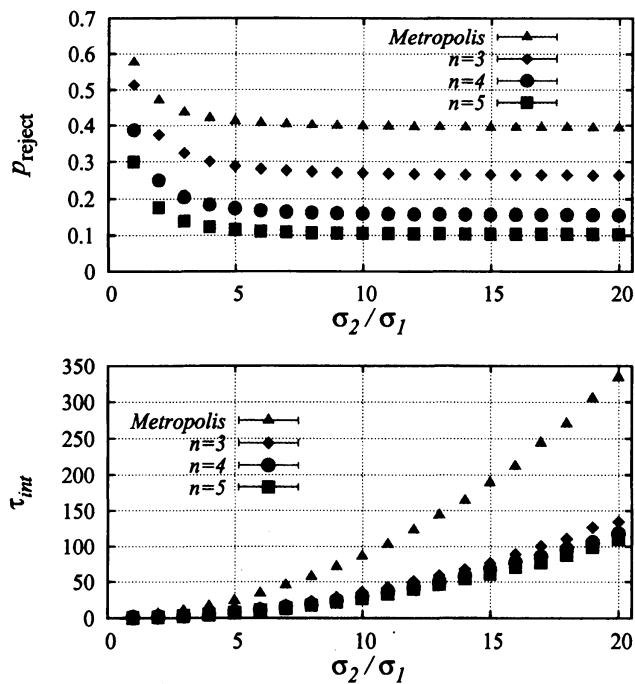 0.7
0.6
0.5
0.4
0.3
0.2
0.1
0
p_reject
Metropolis
n=3
n=4
n=5
0 5 10 15 20
σ2/σ1
350
300
250
200
150
100
50
0
τ_int
Metropolis
n=3
n=4
n=5
0 5 10 15 20
σ2/σ1